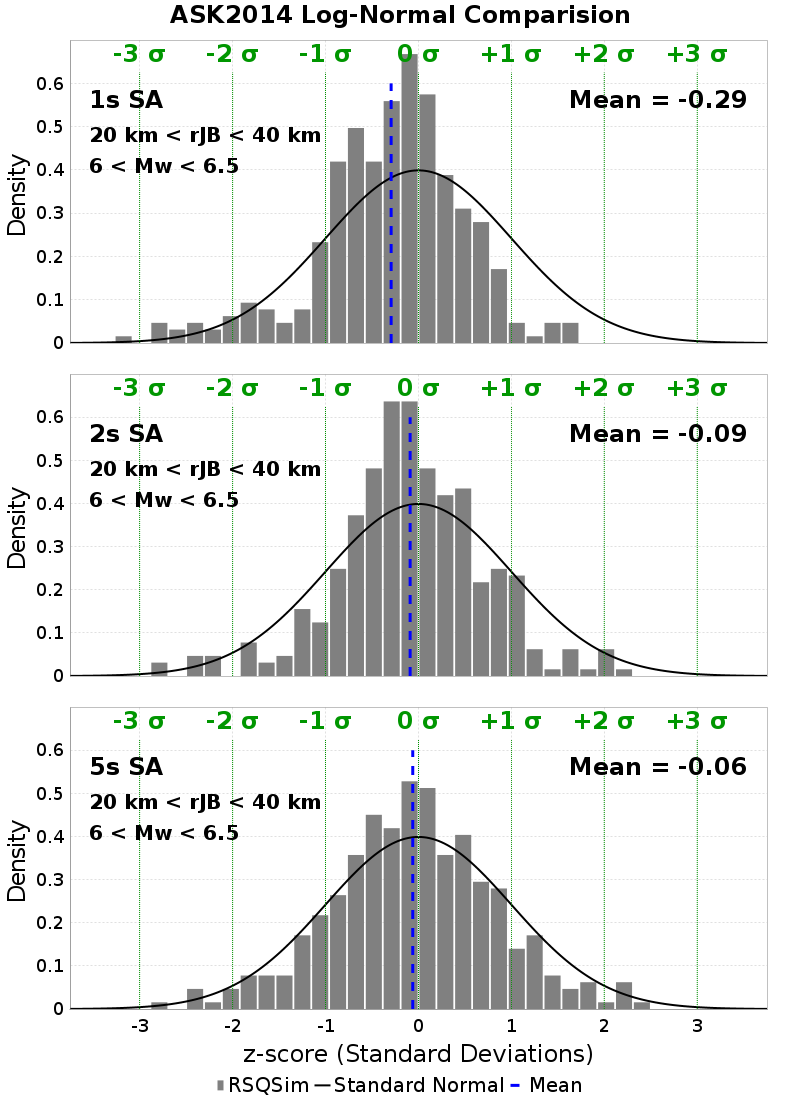 ASK2014 Log-Normal Comparision
-3 σ -2 σ -1 σ 0 σ +1 σ +2 σ +3 σ
1s SA
Mean = -0.29
20 km < rJB < 40 km
6 < Mw < 6.5
0.6
0.5
0.4
0.3
0.2
0.1
0
Density
-3 σ -2 σ -1 σ 0 σ +1 σ +2 σ +3 σ
2s SA
Mean = -0.09
20 km < rJB < 40 km
6 < Mw < 6.5
0.6
0.5
0.4
0.3
0.2
0.1
0
Density
-3 σ -2 σ -1 σ 0 σ +1 σ +2 σ +3 σ
5s SA
Mean = -0.06
20 km < rJB < 40 km
6 < Mw < 6.5
0.6
0.5
0.4
0.3
0.2
0.1
0
Density
-3 -2 -1 0 1 2 3
z-score (Standard Deviations)
RSQSim Standard Normal Mean